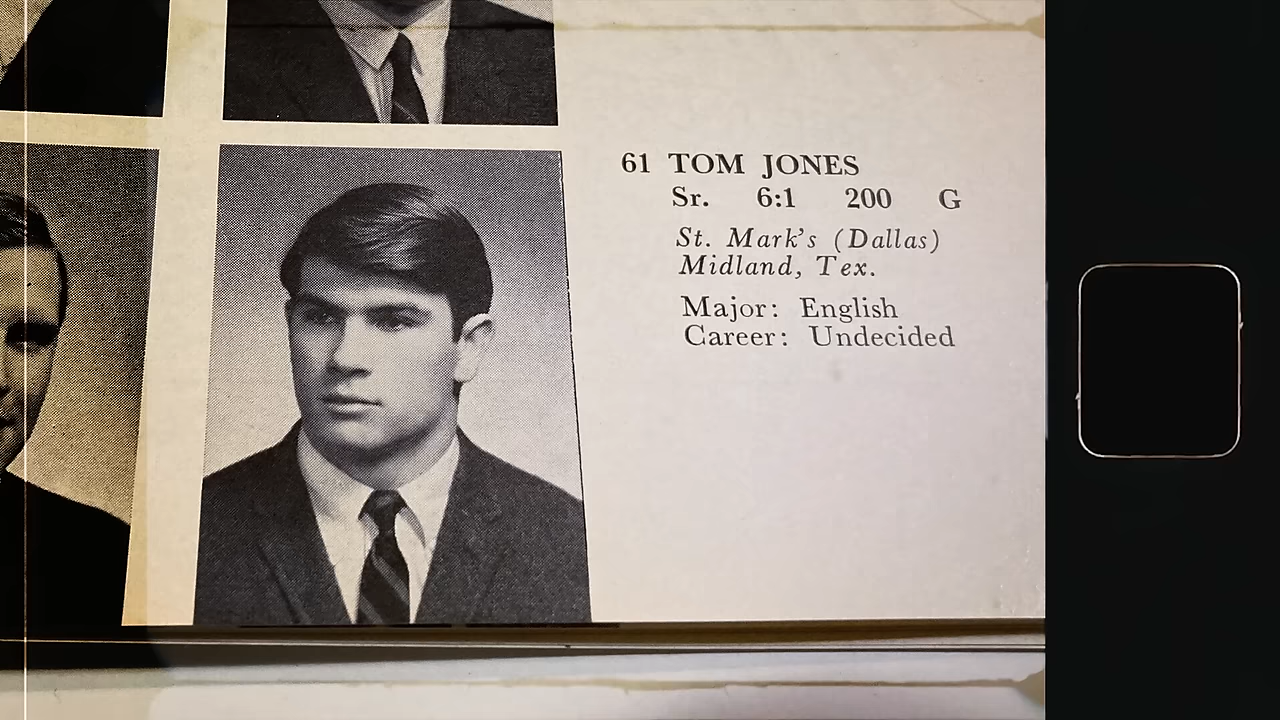 61 TOM JONES
Sr. 6:1 200 G
St. Mark's (Dallas)
Midland, Tex.
Major: English
Career: Undecided